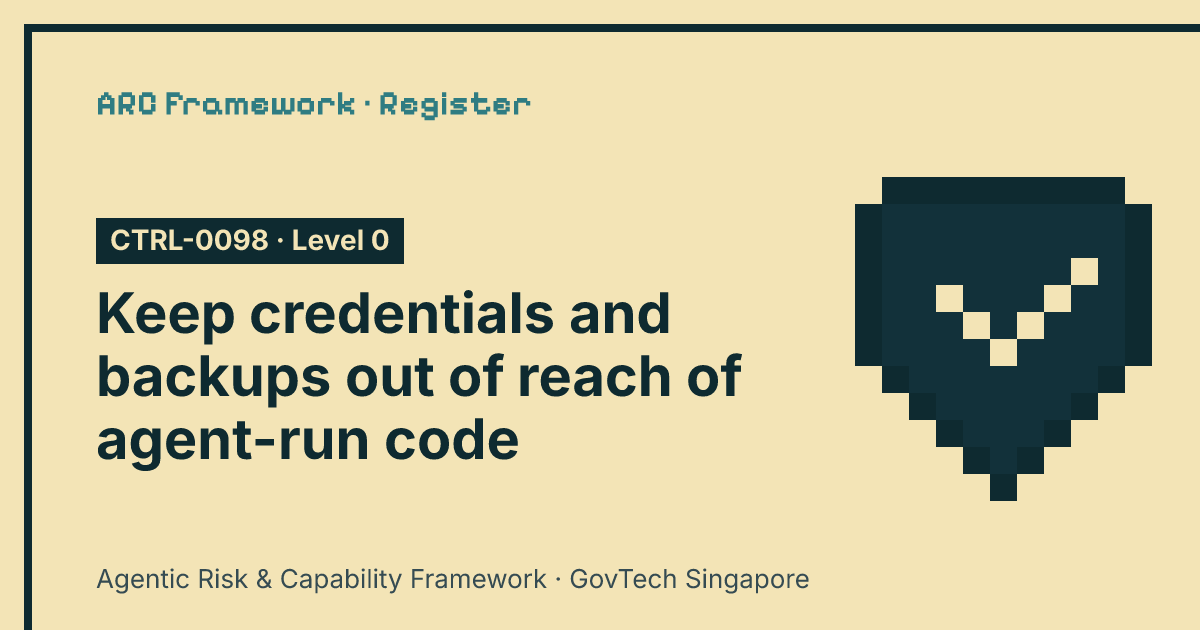 ARC Framework · Register
CTRL-0098 · Level 0
Keep credentials and
backups out of reach of
agent-run code
Agentic Risk & Capability Framework · GovTech Singapore